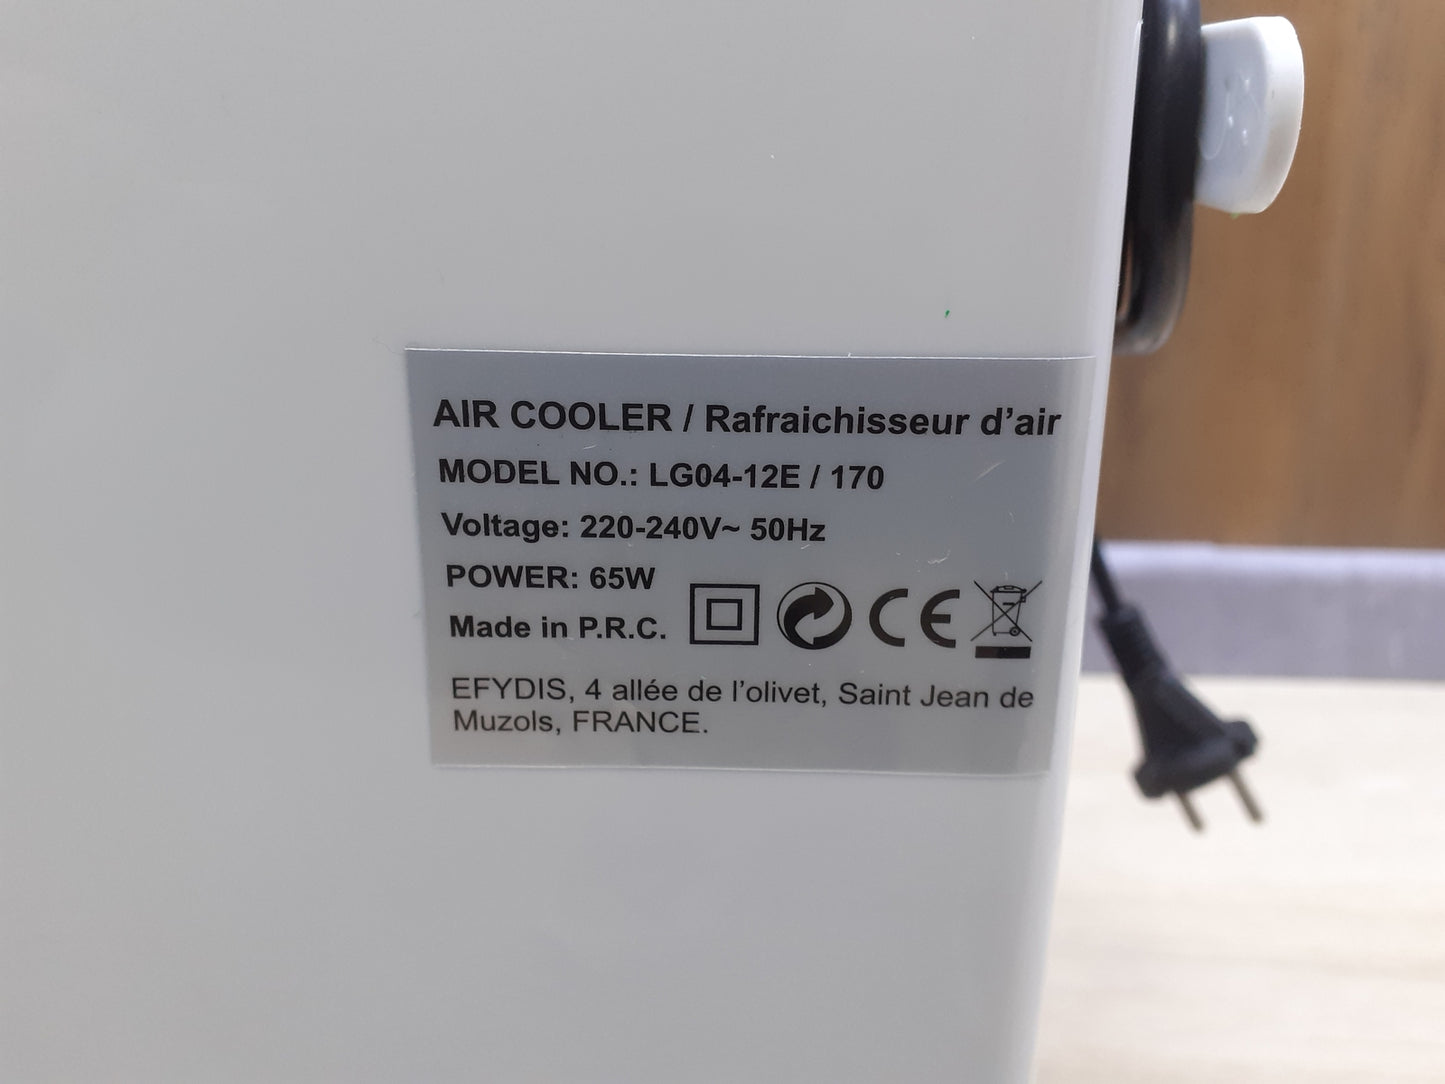 AIR COOLER / Rafraichisseur d'air
MODEL NO.: LG04-12E / 170
Voltage: 220-240V~ 50Hz
POWER: 65W
Made in P.R.C.
CE
EFYDIS, 4 allée de l'olivet, Saint Jean de
Muzols, FRANCE.